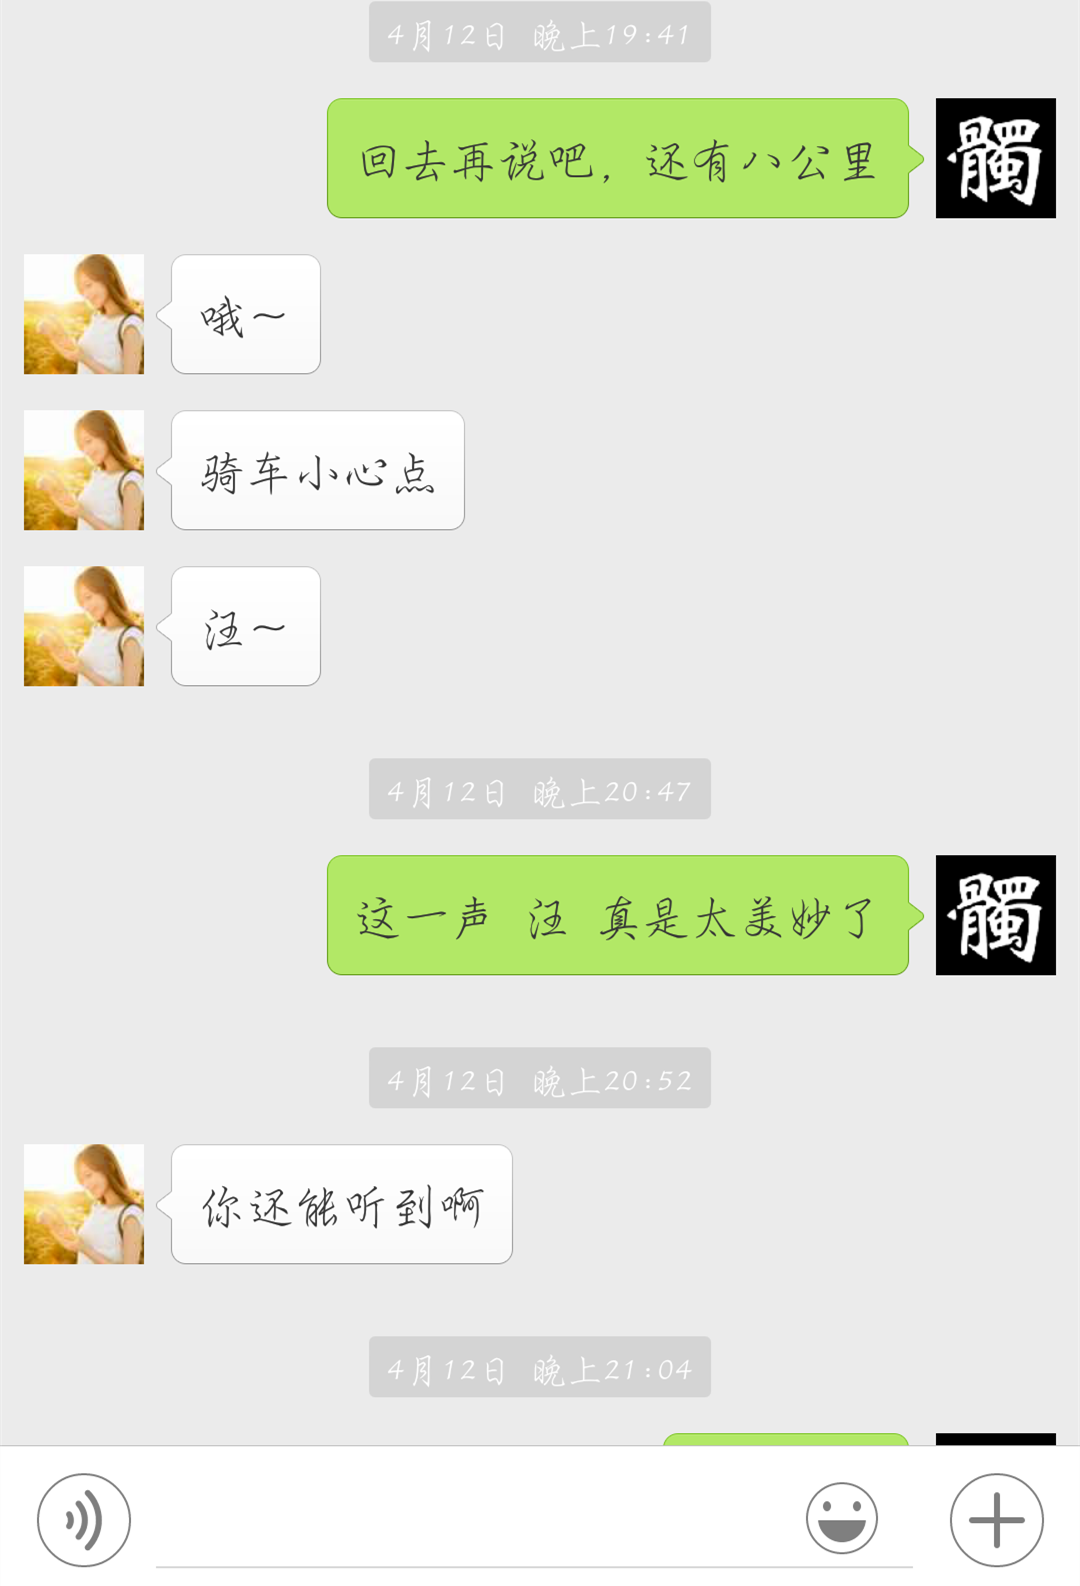 4月12日 晚上19:41
回去再说吧，还有八公里
髑
哦～
骑车小心点
汪～
4月12日 晚上20:47
这一声 汪 真是太美妙了
髑
4月12日 晚上20:52
你还能听到啊
4月12日 晚上21:04